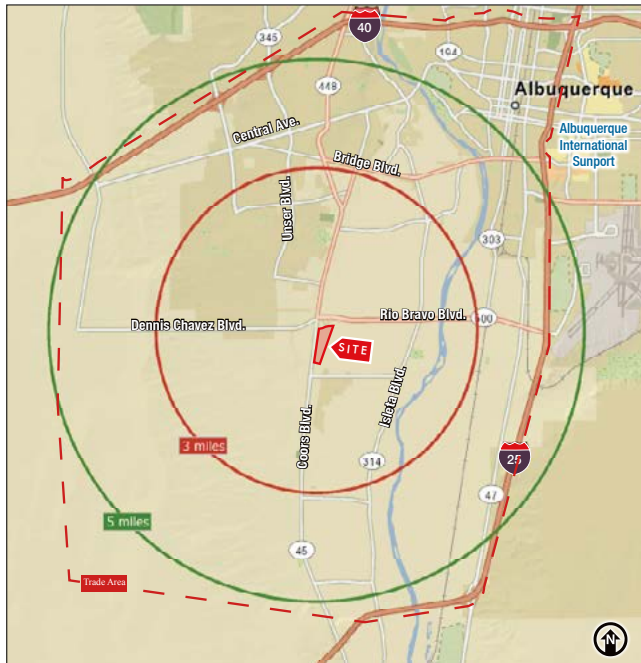 40
345
194
448
Albuquerque
Central Ave.
Albuquerque
International
Sunport
Bridge Blvd.
Unser Blvd.
303
Dennis Chavez Blvd.
Rio Bravo Blvd.
500
SITE
Isleta Blvd.
Coors Blvd.
3 miles
314
25
47
5 miles
45
Trade Area
N